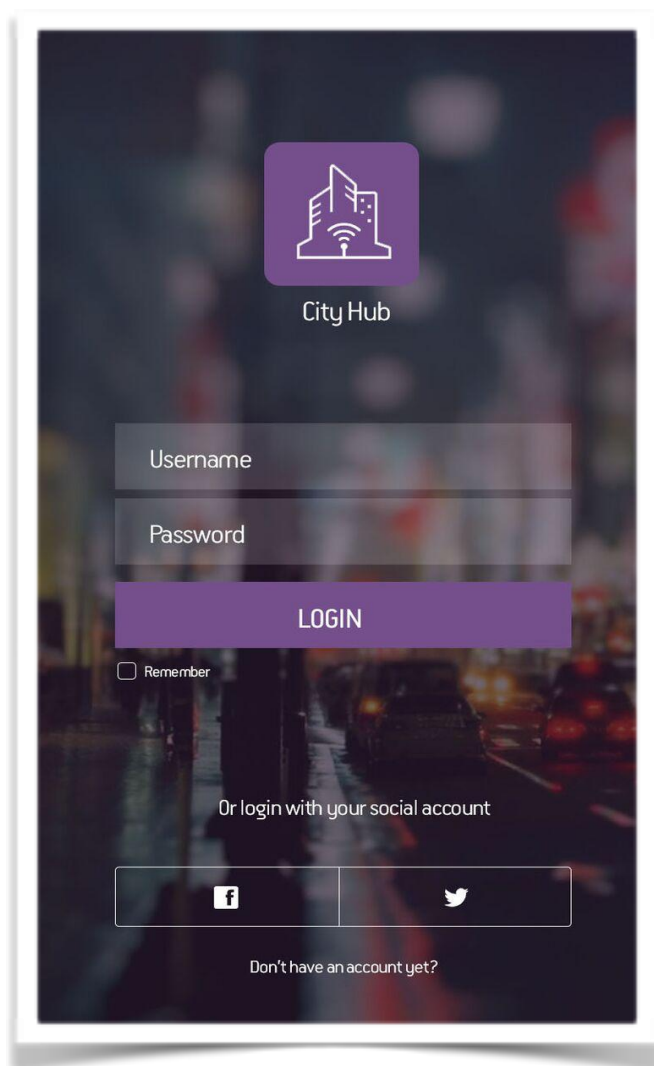 City Hub
Username
Password
LOGIN
Remember
Or login with your social account
f
Don't have an account yet?